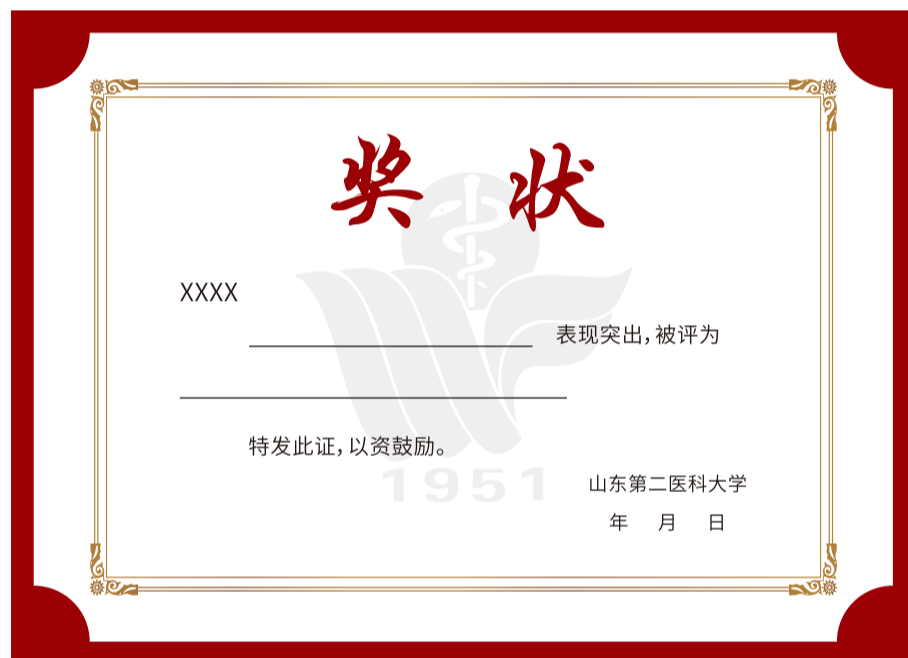 奖 状
XXXX
表现突出,被评为
特发此证,以资鼓励。
1951
山东第二医科大学
年 月 日